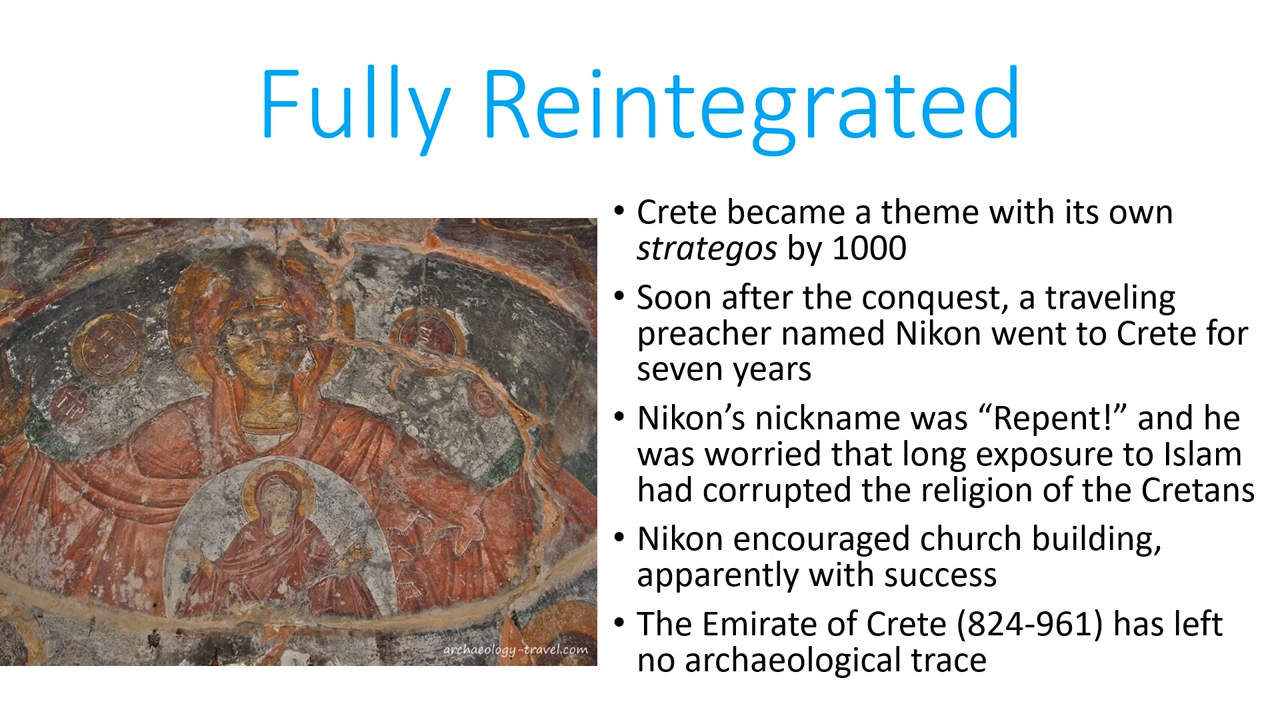 Fully Reintegrated
• Crete became a theme with its own
strategos by 1000
• Soon after the conquest, a traveling
preacher named Nikon went to Crete for
seven years
• Nikon’s nickname was “Repent!” and he
was worried that long exposure to Islam
had corrupted the religion of the Cretans
• Nikon encouraged church building,
apparently with success
• The Emirate of Crete (824-961) has left
no archaeological trace
archaeology-travel.com